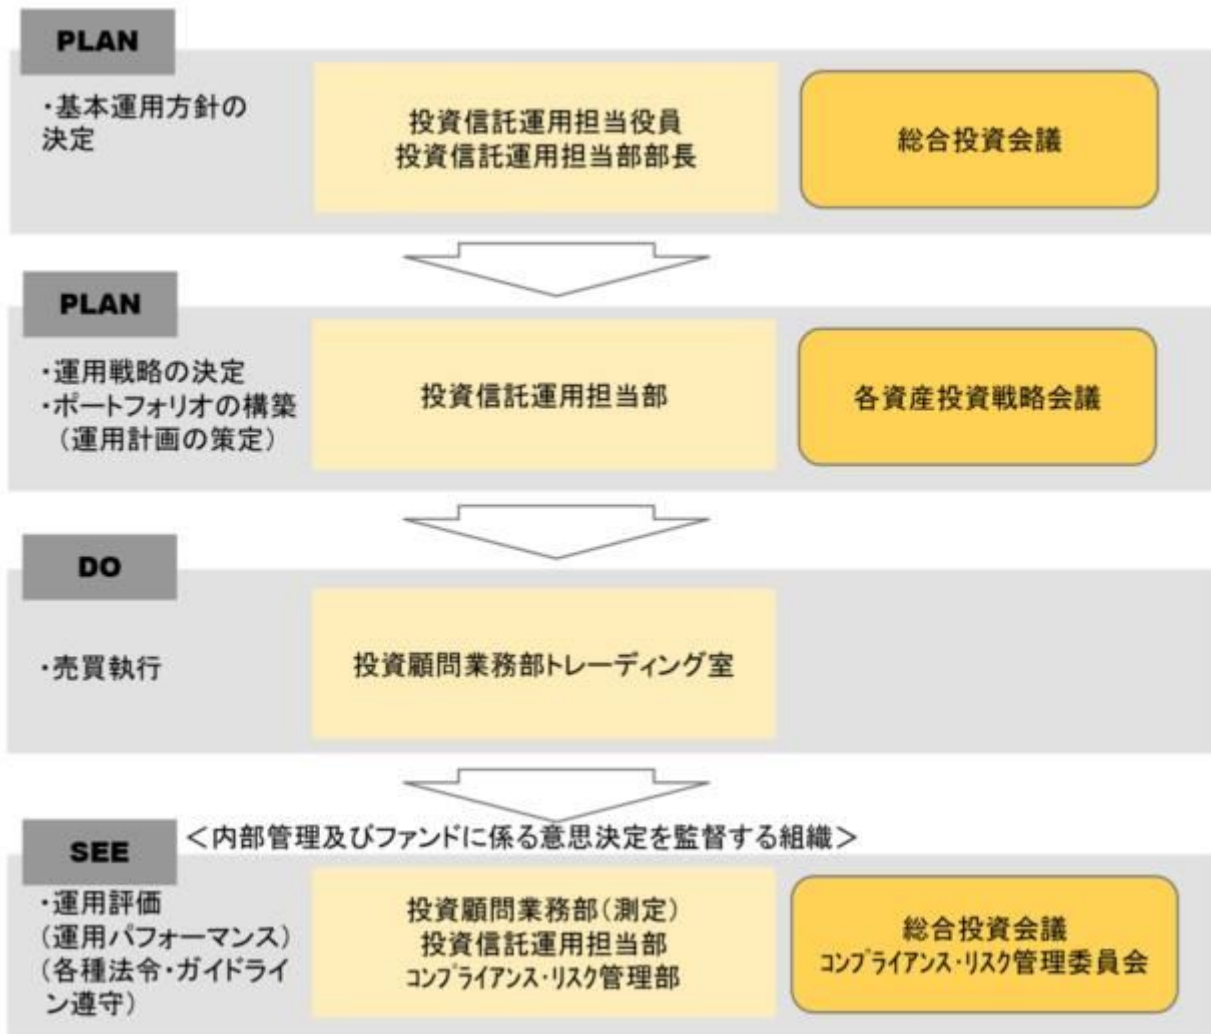 PLAN
・基本運用方針の
決定
投資信託運用担当役員
投資信託運用担当部部長
総合投資会議
PLAN
・運用戦略の決定
・ポートフォリオの構築
(運用計画の策定)
投資信託運用担当部
各資産投資戦略会議
DO
・売買執行
投資顧問業務部トレーディング室
SEE
＜内部管理及びファンドに係る意思決定を監督する組織＞
・運用評価
(運用パフォーマンス)
(各種法令・ガイドライ
ン遵守)
投資顧問業務部(測定)
投資信託運用担当部
コンプライアンス・リスク管理部
総合投資会議
コンプライアンス・リスク管理委員会